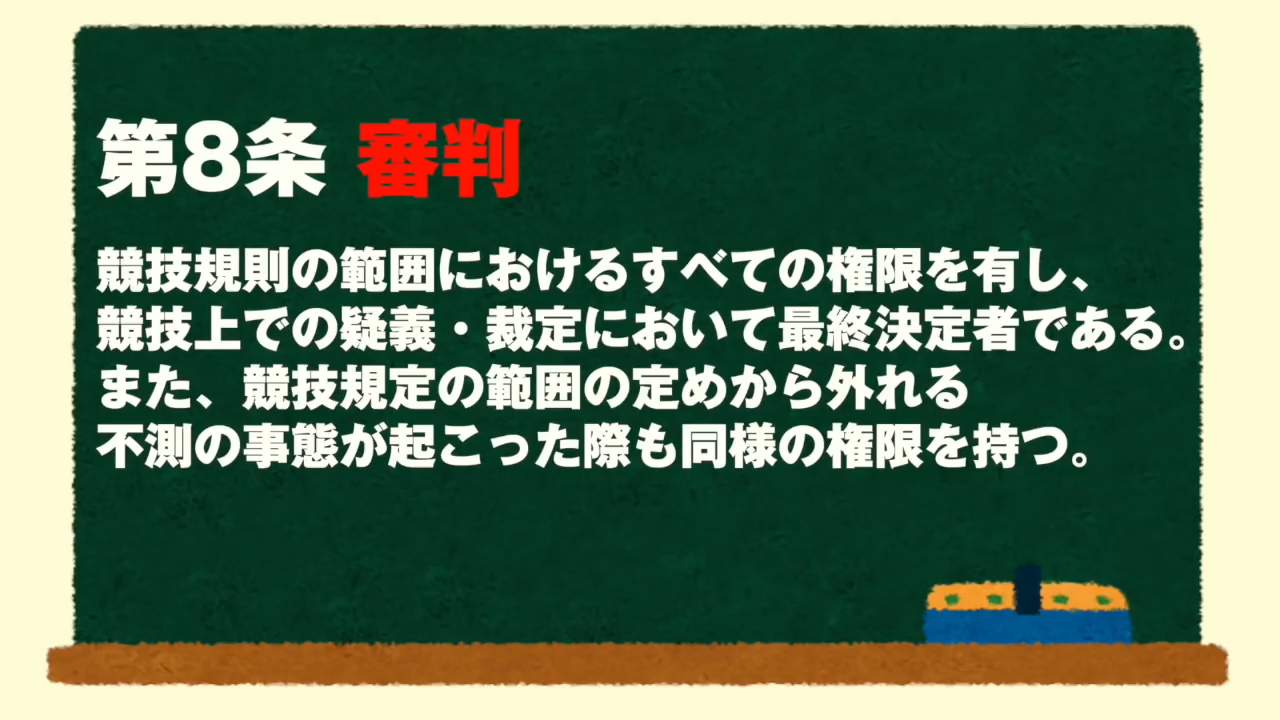 第8条 審判
競技規則の範囲におけるすべての権限を有し、
競技上での疑義・裁定において最終決定者である。
また、競技規定の範囲の定めから外れる
不測の事態が起こった際も同様の権限を持つ。